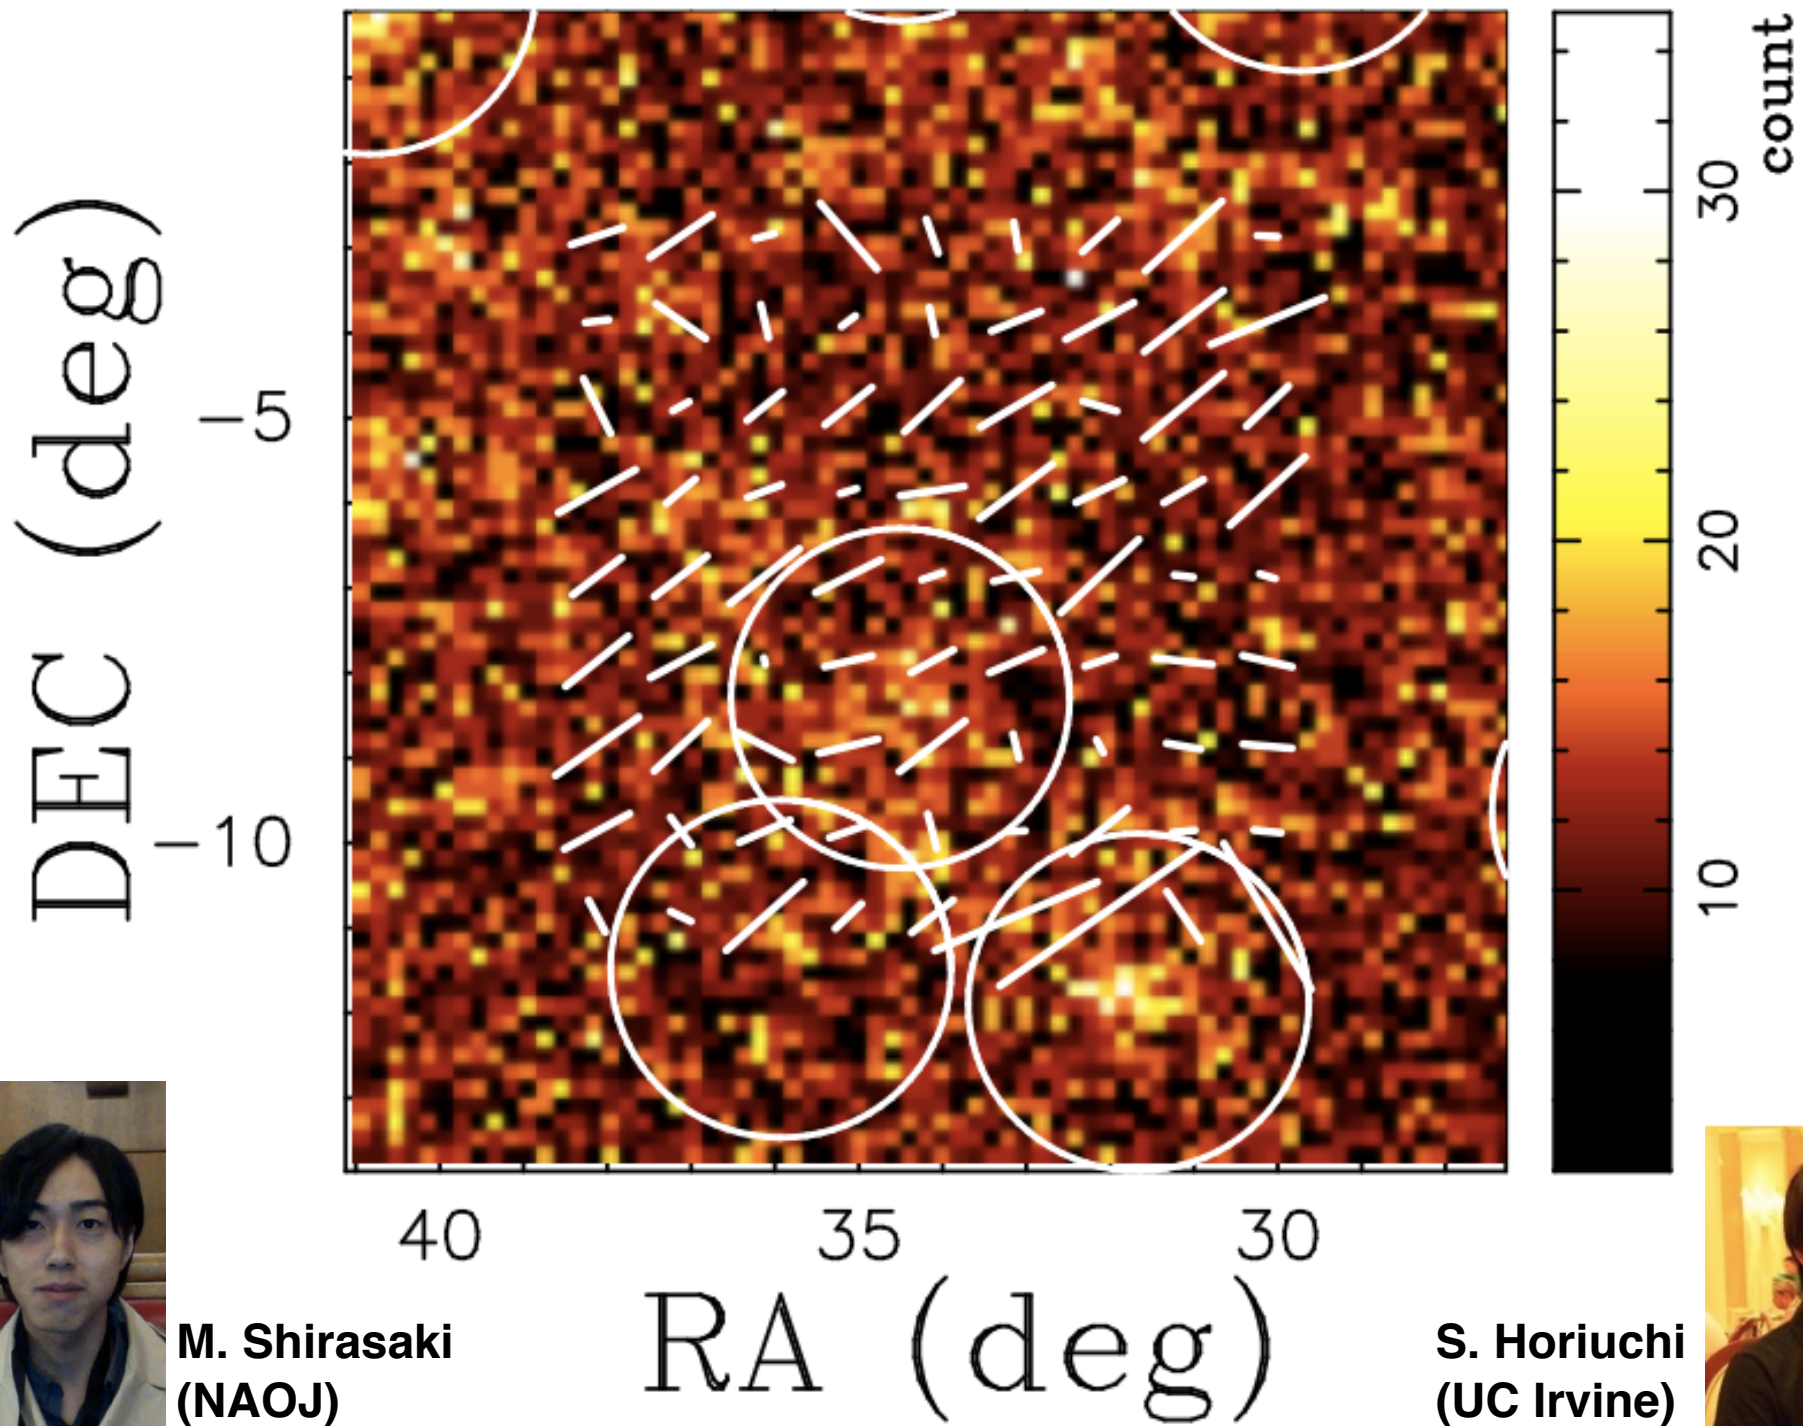 count
30
20
10
DEC (deg)
-5
-10
40 35 30
RA (deg)
M. Shirasaki
(NAOJ)
S. Horiuchi
(UC Irvine)